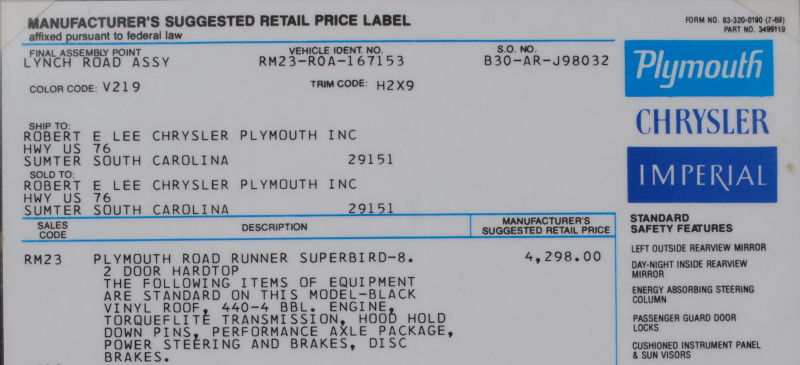 MANUFACTURER'S SUGGESTED RETAIL PRICE LABEL
affixed pursuant to federal law
FORM NO. 83-320-0190 (7-69)
PART NO. 3499119
FINAL ASSEMBLY POINT
LYNCH ROAD ASSY
VEHICLE IDENT. NO.
RM23-R0A-167153
S.O. NO.
B30-AR-J98032
COLOR CODE: V219
TRIM CODE: H2X9
Plymouth
CHRYSLER
IMPERIAL
SHIP TO:
ROBERT E LEE CHRYSLER PLYMOUTH INC
HWY US 76
SUMTER SOUTH CAROLINA 29151
SOLD TO:
ROBERT E LEE CHRYSLER PLYMOUTH INC
HWY US 76
SUMTER SOUTH CAROLINA 29151
SALES CODE
DESCRIPTION
MANUFACTURER'S
SUGGESTED RETAIL PRICE
RM23 PLYMOUTH ROAD RUNNER SUPERBIRD-8. 4,298.00
2 DOOR HARDTOP
THE FOLLOWING ITEMS OF EQUIPMENT
ARE STANDARD ON THIS MODEL-BLACK
VINYL ROOF, 440-4 BBL. ENGINE,
TORQUEFLITE TRANSMISSION, HOOD HOLD
DOWN PINS, PERFORMANCE AXLE PACKAGE,
POWER STEERING AND BRAKES, DISC
BRAKES.
STANDARD
SAFETY FEATURES
LEFT OUTSIDE REARVIEW MIRROR
DAY-NIGHT INSIDE REARVIEW
MIRROR
ENERGY ABSORBING STEERING
COLUMN
PASSENGER GUARD DOOR
LOCKS
CUSHIONED INSTRUMENT PANEL
& SUN VISORS